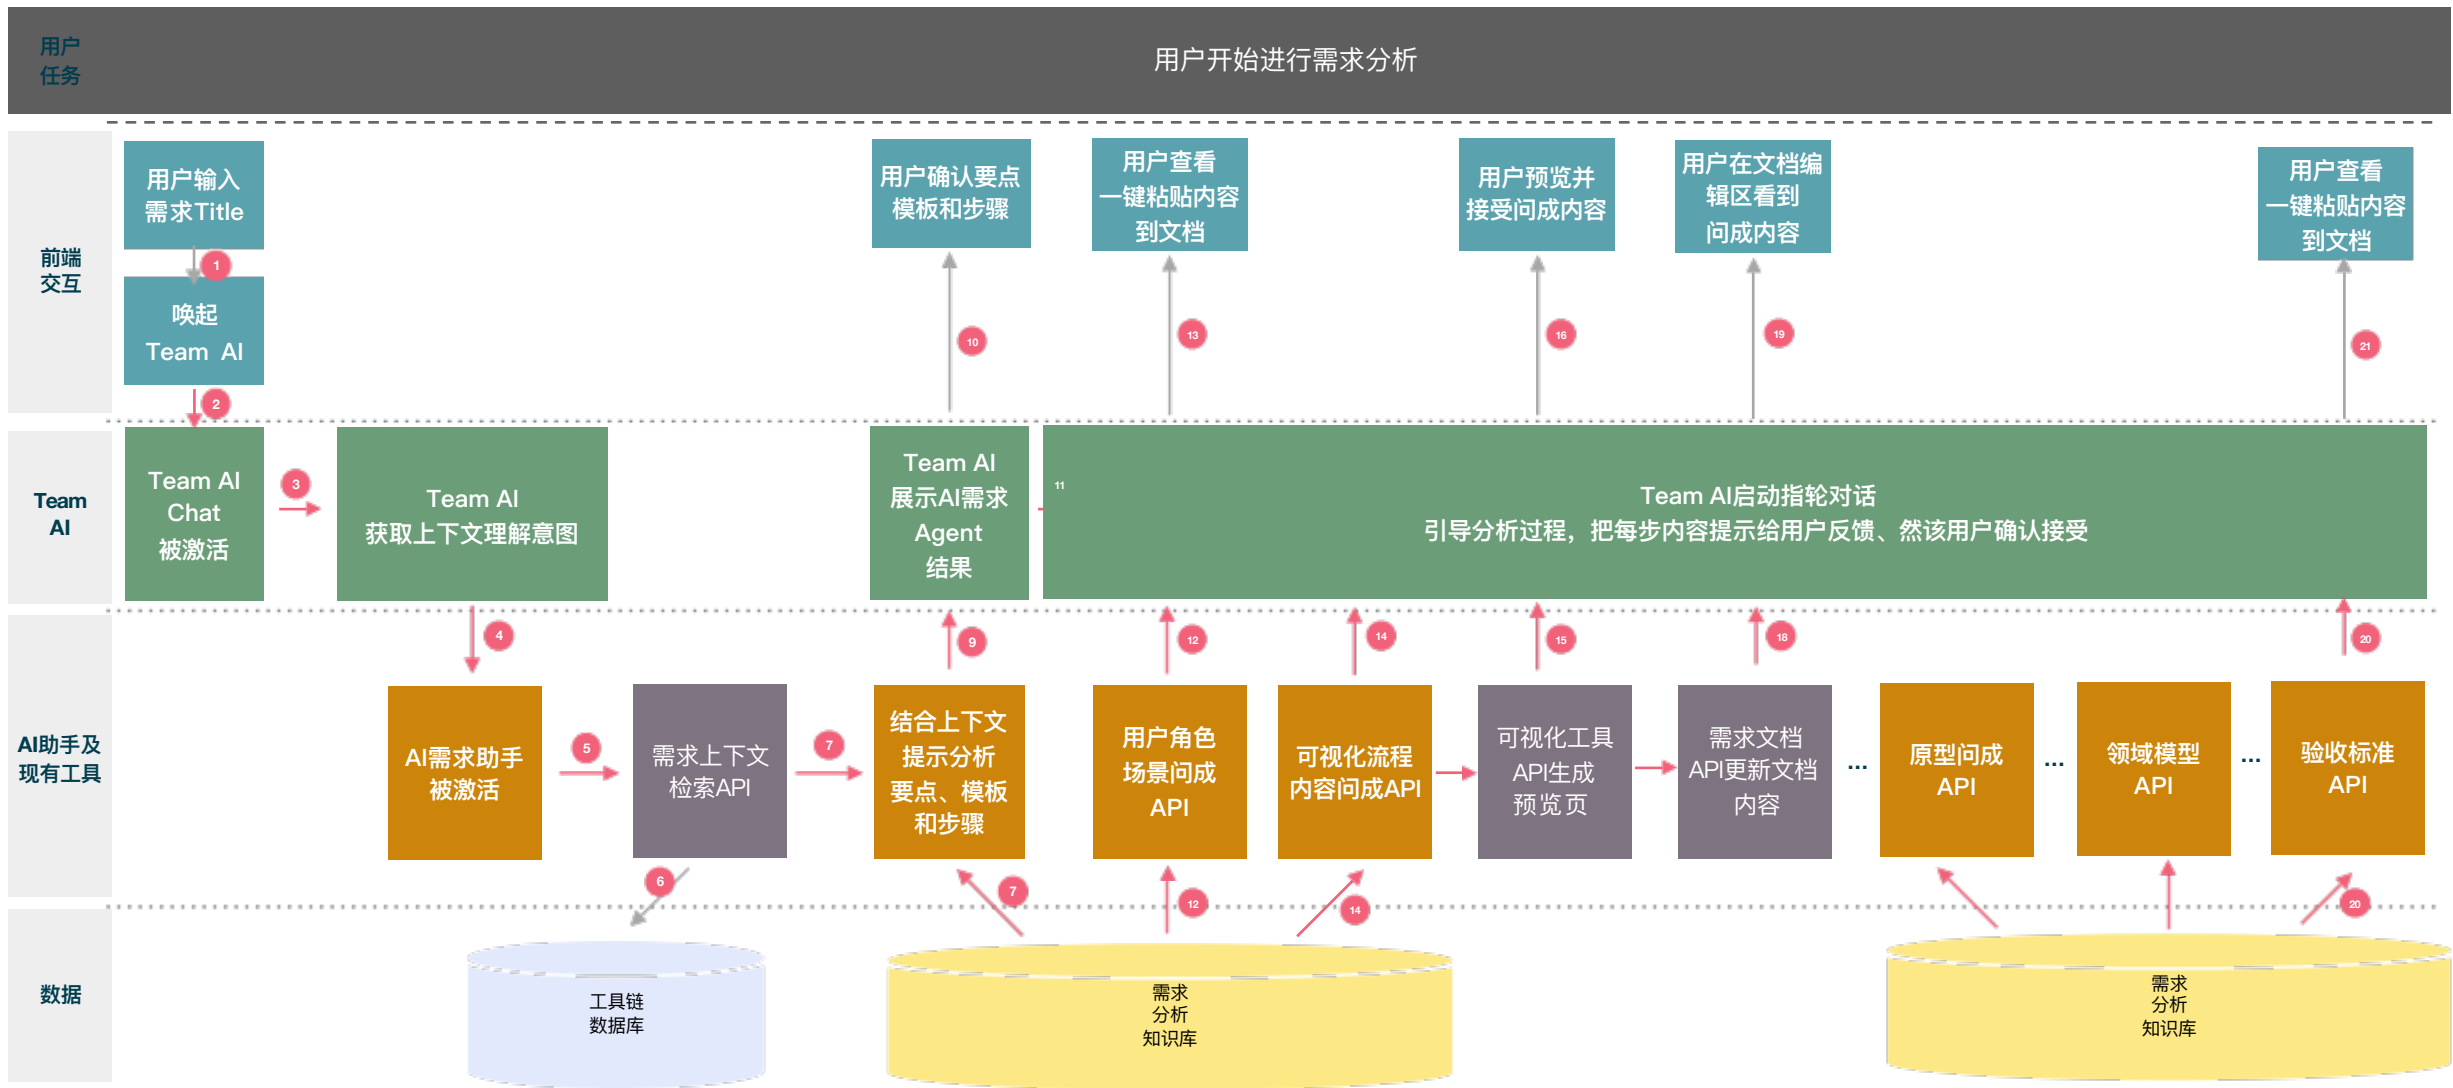 用户
任务
用户开始进行需求分析
前端
交互
用户输入
需求Title
1
唤起
Team AI
2
用户确认要点
模板和步骤
10
用户查看
一键粘贴内容
到文档
13
用户预览并
接受问成内容
16
用户在文档编
辑区看到
问成内容
19
用户查看
一键粘贴内容
到文档
21
Team
AI
Team AI
Chat
被激活
3
Team AI
获取上下文理解意图
Team AI
展示AI需求
Agent
结果
11
Team AI启动指轮对话
引导分析过程，把每步内容提示给用户反馈、然该用户确认接受
4
9
12
14
15
18
20
AI助手及
现有工具
AI需求助手
被激活
5
需求上下文
检索API
7
结合上下文
提示分析
要点、模板
和步骤
用户角色
场景问成
API
可视化流程
内容问成API
可视化工具
API生成
预览页
需求文档
API更新文档
内容
...
原型问成
API
...
领域模型
API
...
验收标准
API
6
7
12
14
20
数据
工具链
数据库
需求
分析
知识库
需求
分析
知识库